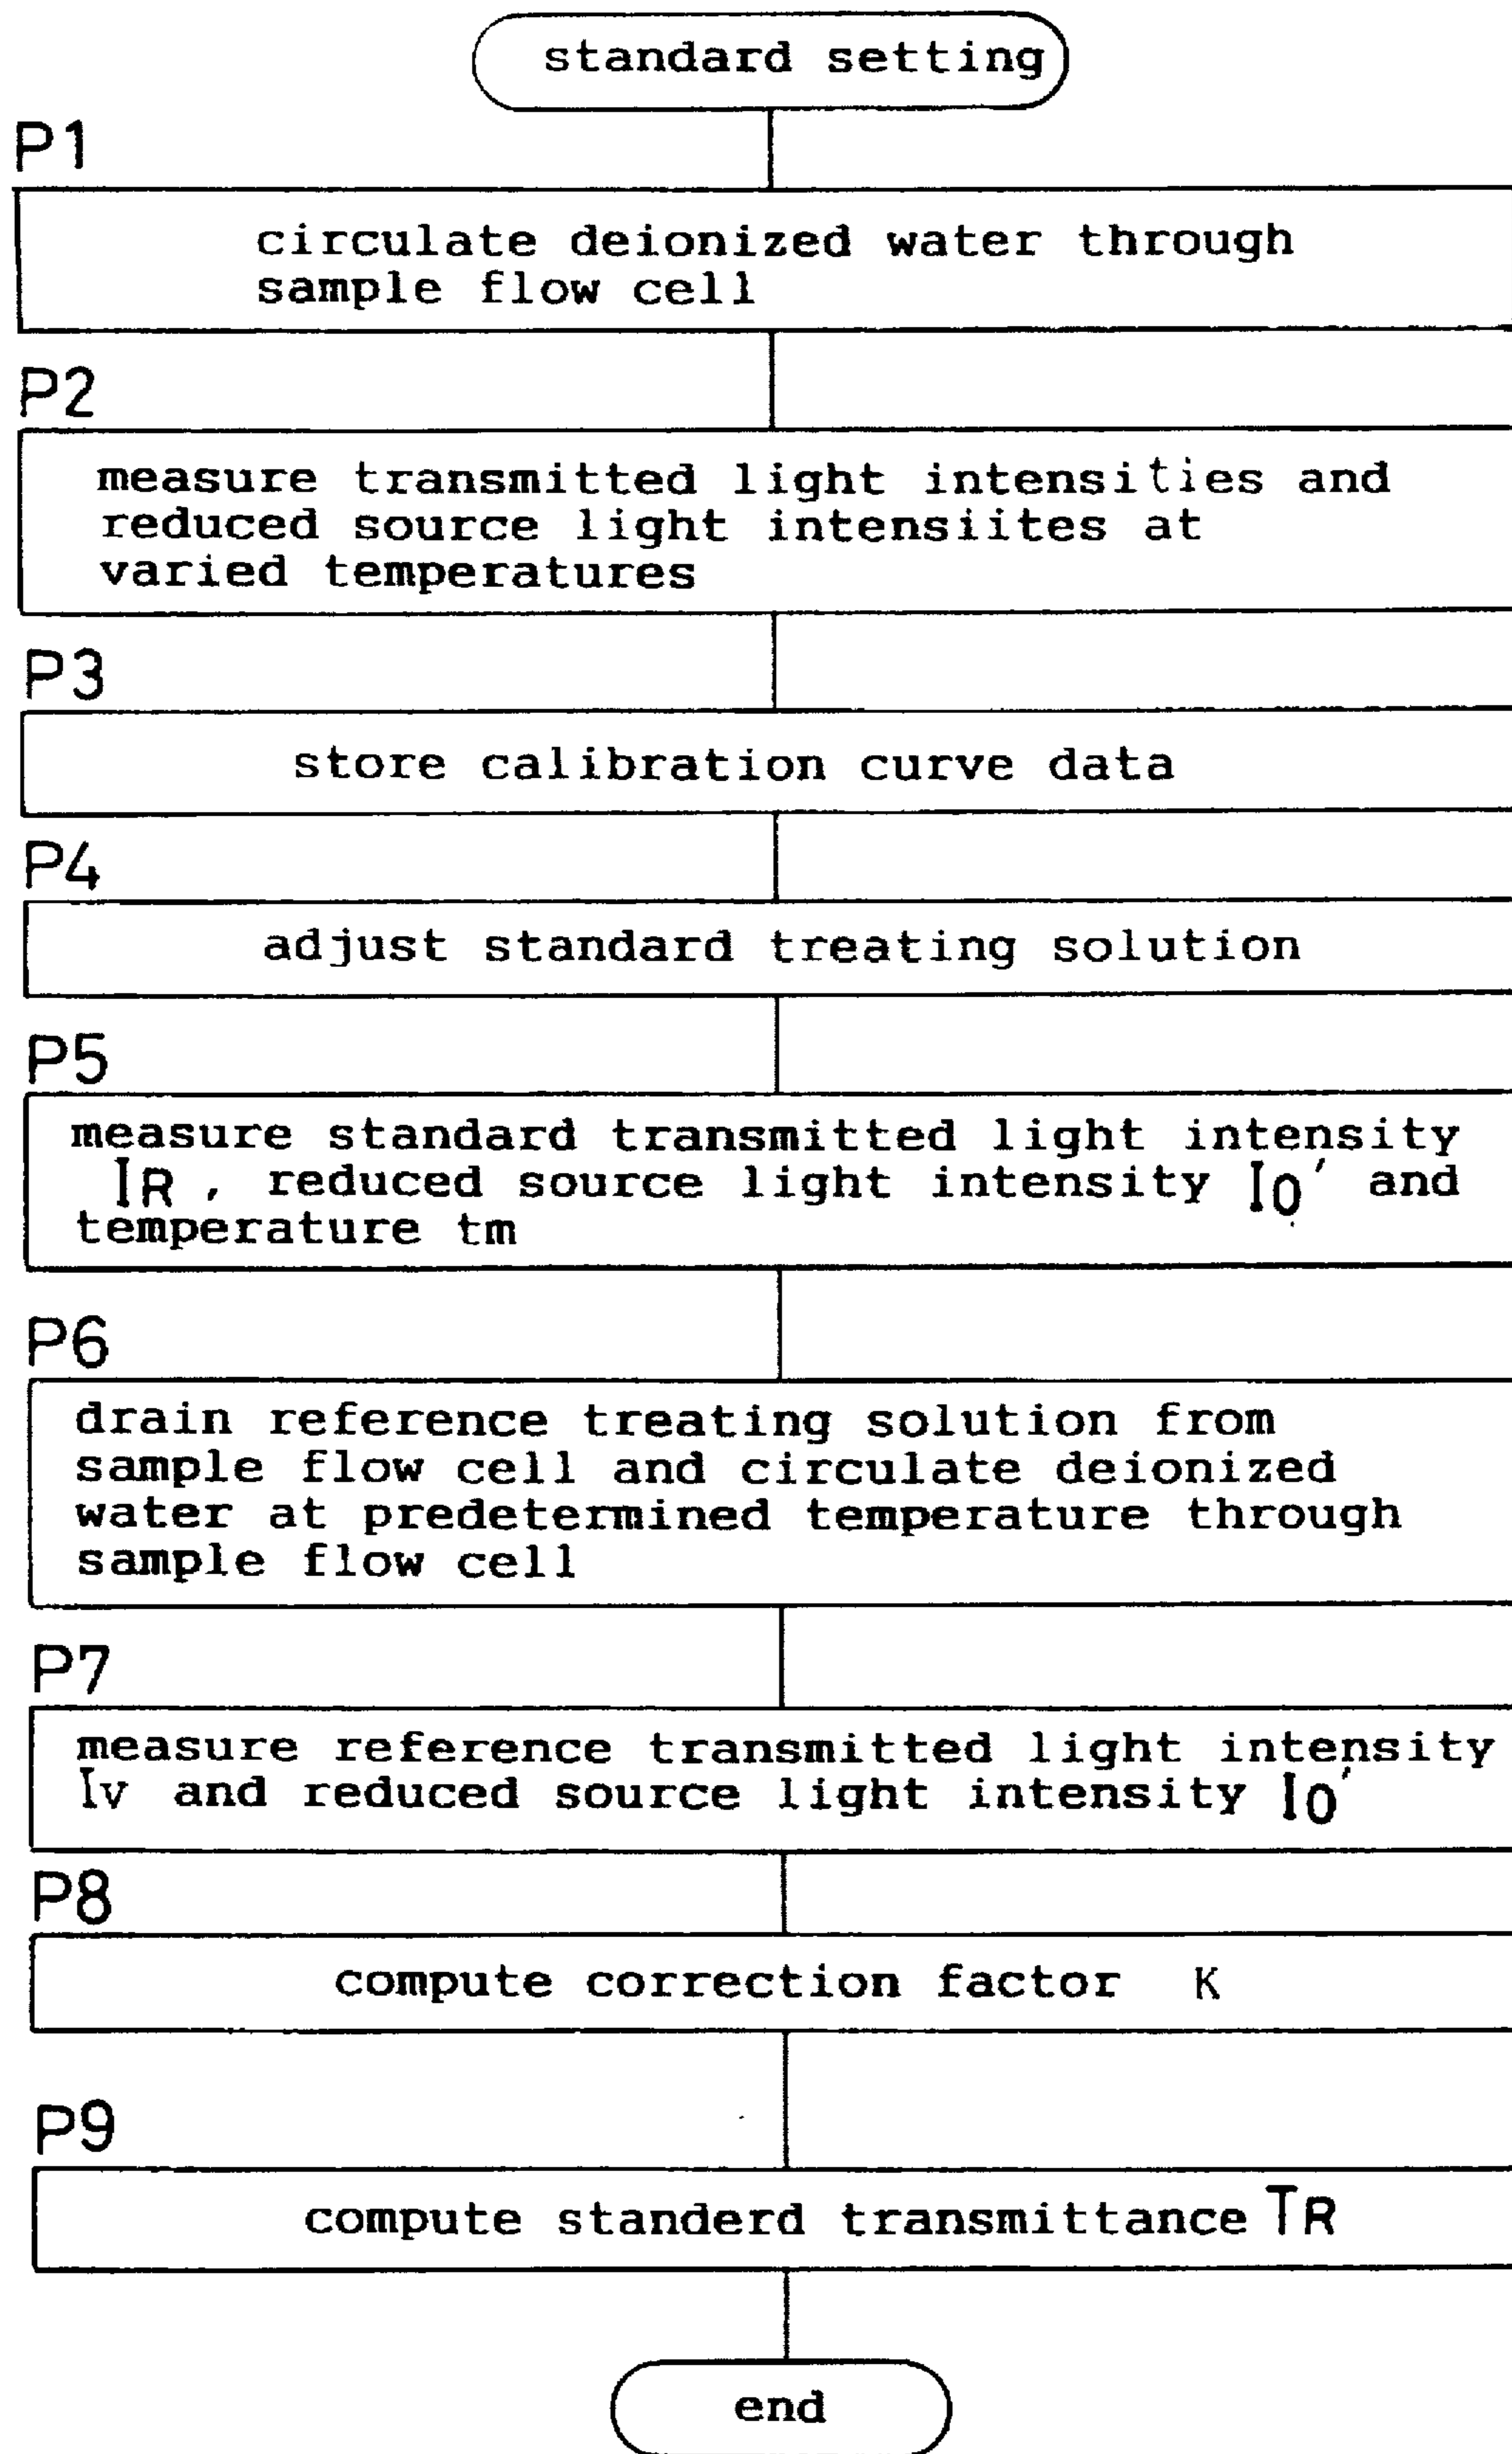 standard setting
P1
circulate deionized water through
sample flow cell
P2
measure transmitted light intensities and
reduced source light intensiites at
varied temperatures
P3
store calibration curve data
P4
adjust standard treating solution
P5
measure standard transmitted light intensity
IR, reduced source light intensity I0' and
temperature tm
P6
drain reference treating solution from
sample flow cell and circulate deionized
water at predetermined temperature through
sample flow cell
P7
measure reference transmitted light intensity
Iv and reduced source light intensity I0'
P8
compute correction factor K
P9
compute standerd transmittance TR
end